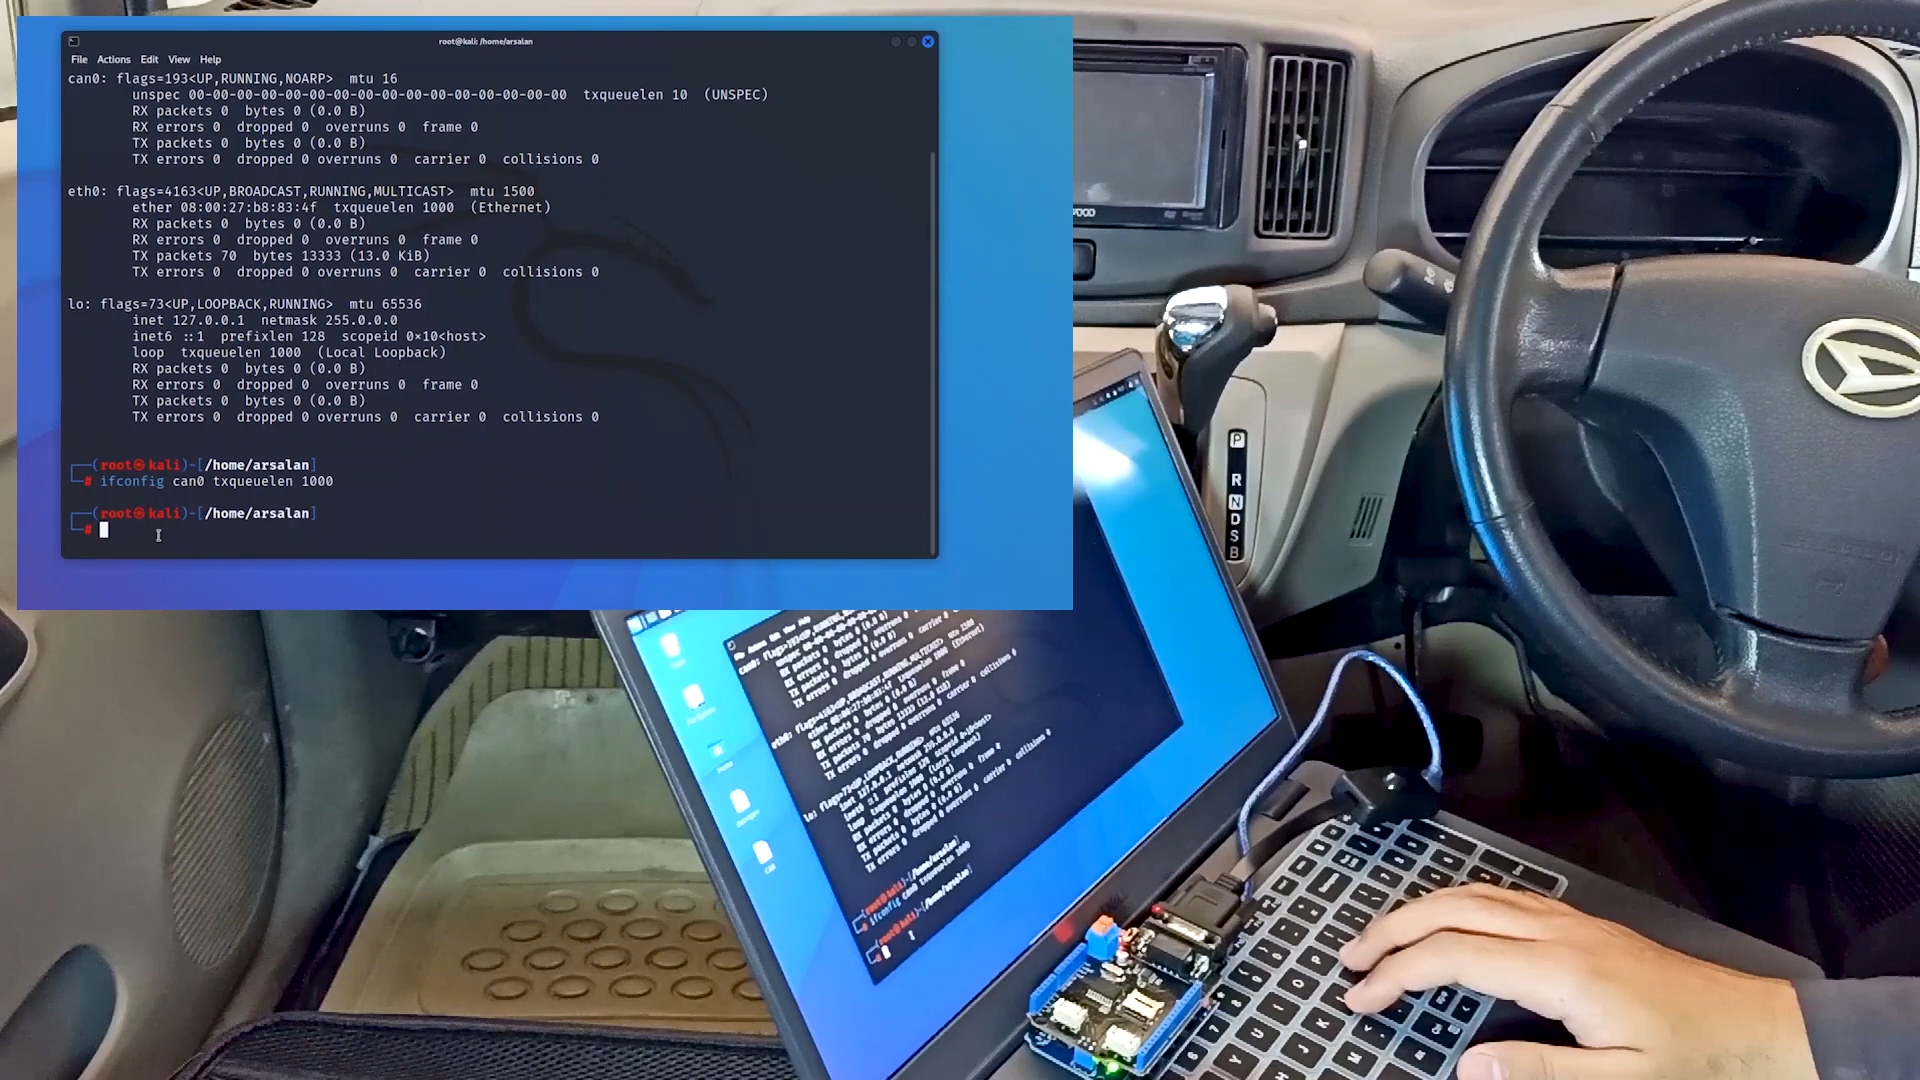 root@kali: /home/arsalan
File Actions Edit View Help
can0: flags=193<UP,RUNNING,NOARP>  mtu 16
unspec 00-00-00-00-00-00-00-00-00-00-00-00-00-00-00-00  txqueuelen 10  (UNSPEC)
RX packets 0  bytes 0 (0.0 B)
RX errors 0  dropped 0  overruns 0  frame 0
TX packets 0  bytes 0 (0.0 B)
TX errors 0  dropped 0 overruns 0  carrier 0  collisions 0
eth0: flags=4163<UP,BROADCAST,RUNNING,MULTICAST>  mtu 1500
ether 08:00:27:b8:83:4f  txqueuelen 1000  (Ethernet)
RX packets 0  bytes 0 (0.0 B)
RX errors 0  dropped 0  overruns 0  frame 0
TX packets 70  bytes 13333 (13.0 KiB)
TX errors 0  dropped 0 overruns 0  carrier 0  collisions 0
lo: flags=73<UP,LOOPBACK,RUNNING>  mtu 65536
inet 127.0.0.1  netmask 255.0.0.0
inet6 ::1  prefixlen 128  scopeid 0×10<host>
loop  txqueuelen 1000  (Local Loopback)
RX packets 0  bytes 0 (0.0 B)
RX errors 0  dropped 0  overruns 0  frame 0
TX packets 0  bytes 0 (0.0 B)
TX errors 0  dropped 0 overruns 0  carrier 0  collisions 0
┌──(root㉿kali)-[/home/arsalan]
└─# ifconfig can0 txqueuelen 1000
┌──(root㉿kali)-[/home/arsalan]
└─#
P
R
N
D
S
B